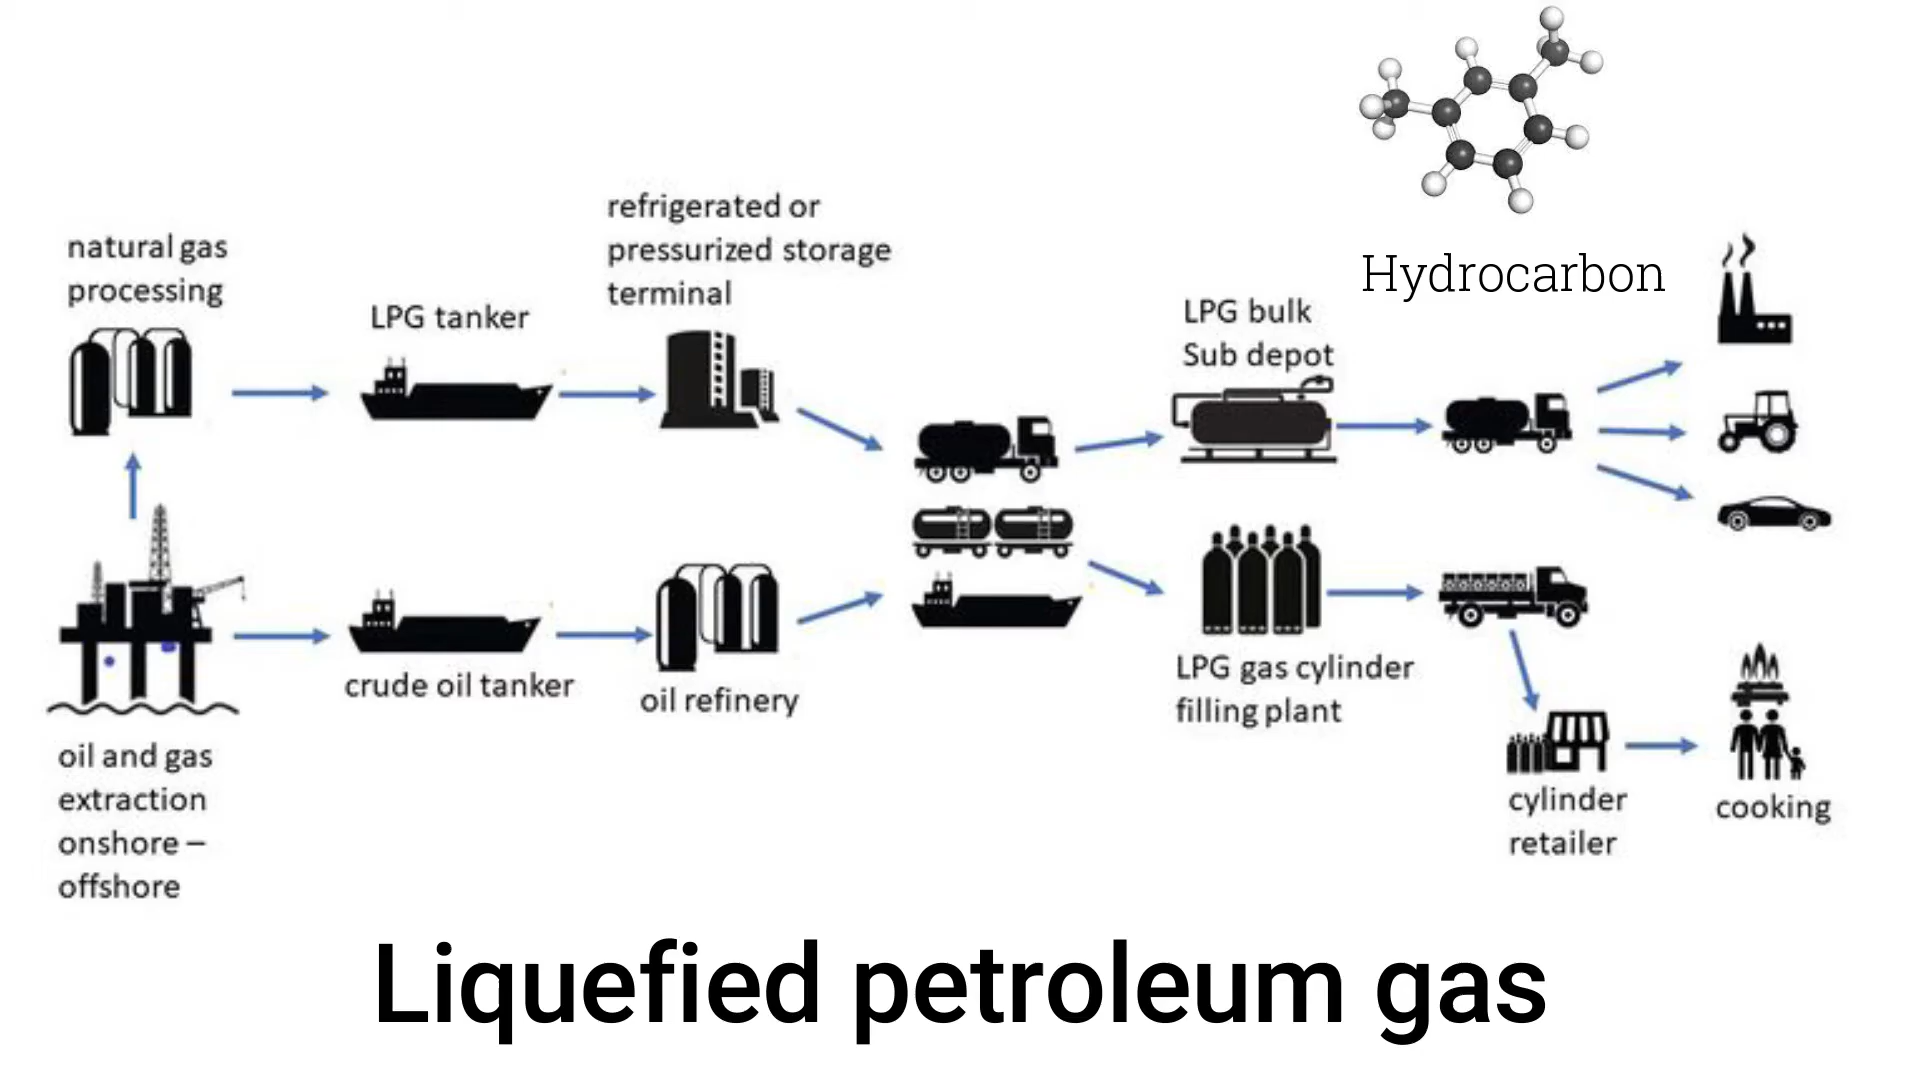 Hydrocarbon
natural gas
processing
LPG tanker
refrigerated or
pressurized storage
terminal
LPG bulk
Sub depot
oil and gas
extraction
onshore –
offshore
crude oil tanker
oil refinery
LPG gas cylinder
filling plant
cylinder
retailer
cooking
Liquefied petroleum gas